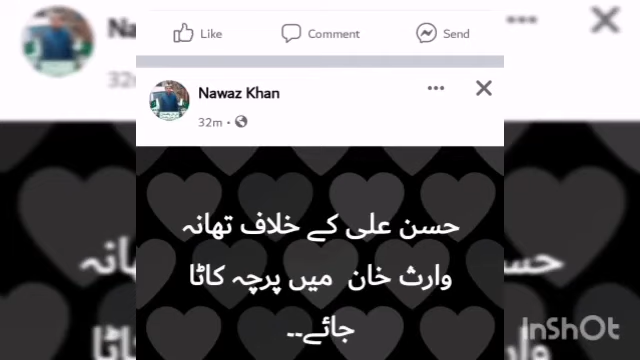 Like Comment Send
Nawaz Khan
32m
حسن علی کے خلاف تھانہ
وارث خان میں پرچہ کاٹا
جائے۔۔
InShOt